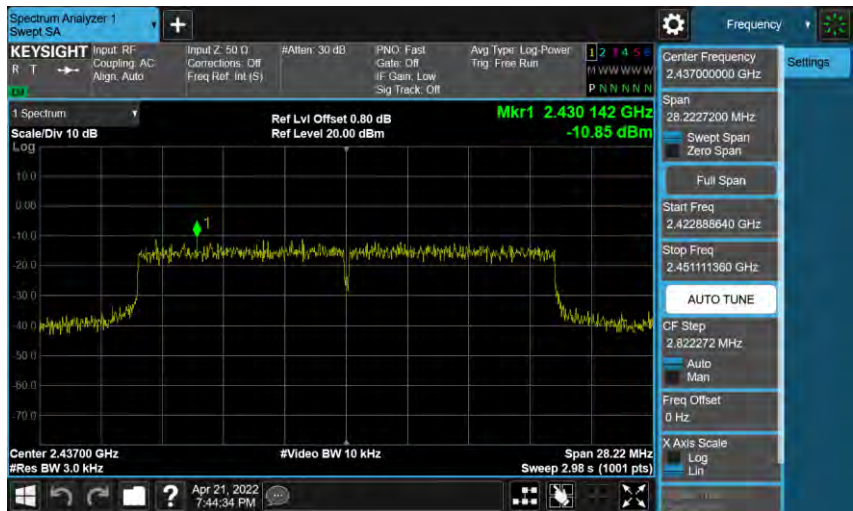 Spectrum Analyzer 1
Swept SA
+
Frequency
KEYSIGHT
R T
Input: RF
Coupling: AC
Align: Auto
Input Z: 50 Ω
Corrections: Off
Freq Ref: Int (S)
#Atten: 30 dB
PNO: Fast
Gate: Off
IF Gain: Low
Sig Track: Off
Avg Type: Log-Power
Trig: Free Run
1 2 3 4 5 6
M W W W W W
P N N N N N
Settings
1 Spectrum
Scale/Div 10 dB
Ref Lvl Offset 0.80 dB
Ref Level 20.00 dBm
Mkr1 2.430 142 GHz
-10.85 dBm
Log
10.0
0.00
-10.0
-20.0
-30.0
-40.0
-50.0
-60.0
-70.0
1
Center 2.43700 GHz
#Res BW 3.0 kHz
#Video BW 10 kHz
Span 28.22 MHz
Sweep 2.98 s (1001 pts)
Center Frequency
2.437000000 GHz
Span
28.2227200 MHz
Swept Span
Zero Span
Full Span
Start Freq
2.422888640 GHz
Stop Freq
2.451111360 GHz
AUTO TUNE
CF Step
2.822272 MHz
Auto
Man
Freq Offset
0 Hz
X Axis Scale
Log
Lin
?
Apr 21, 2022
7:44:34 PM